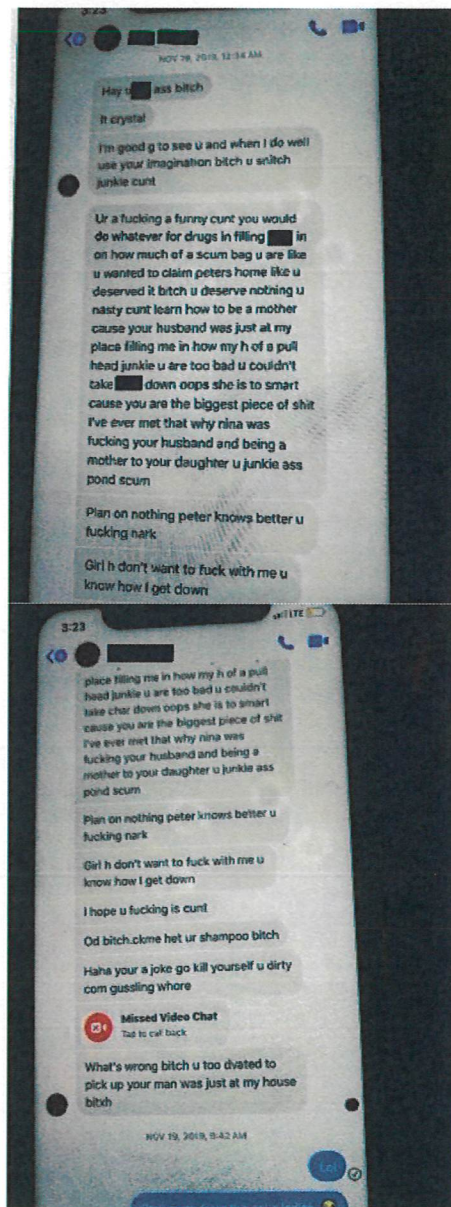 3:23
NOV 19, 2019, 12:34 AM
Hay u ass bitch
It crystal
I'm good g to see u and when I do well
use your imagination bitch u snitch
junkie cunt
Ur a fucking a funny cunt you would
do whatever for drugs in filling in
on how much of a scum bag u are like
u wanted to claim peters home like u
deserved it bitch u deserve nothing u
nasty cunt learn how to be a mother
cause your husband was just at my
place filling me in how my h of a pull
head junkie u are too bad u couldn't
take down oops she is to smart
cause you are the biggest piece of shit
I've ever met that why nina was
fucking your husband and being a
mother to your daughter u junkie ass
pond scum
Plan on nothing peter knows better u
fucking nark
Girl h don't want to fuck with me u
know how I get down
3:23
LTE
place filling me in how my h of a pull
head junkie u are too bad u couldn't
take char down oops she is to smart
cause you are the biggest piece of shit
I've ever met that why nina was
fucking your husband and being a
mother to your daughter u junkie ass
pond scum
Plan on nothing peter knows better u
fucking nark
Girl h don't want to fuck with me u
know how I get down
I hope u fucking is cunt
Od bitch.ckme het ur shampoo bitch
Haha your a joke go kill yourself u dirty
com gussling whore
Missed Video Chat
Tap to call back
What's wrong bitch u too dvated to
pick up your man was just at my house
bitxh
NOV 19, 2019, 8:42 AM
Lol